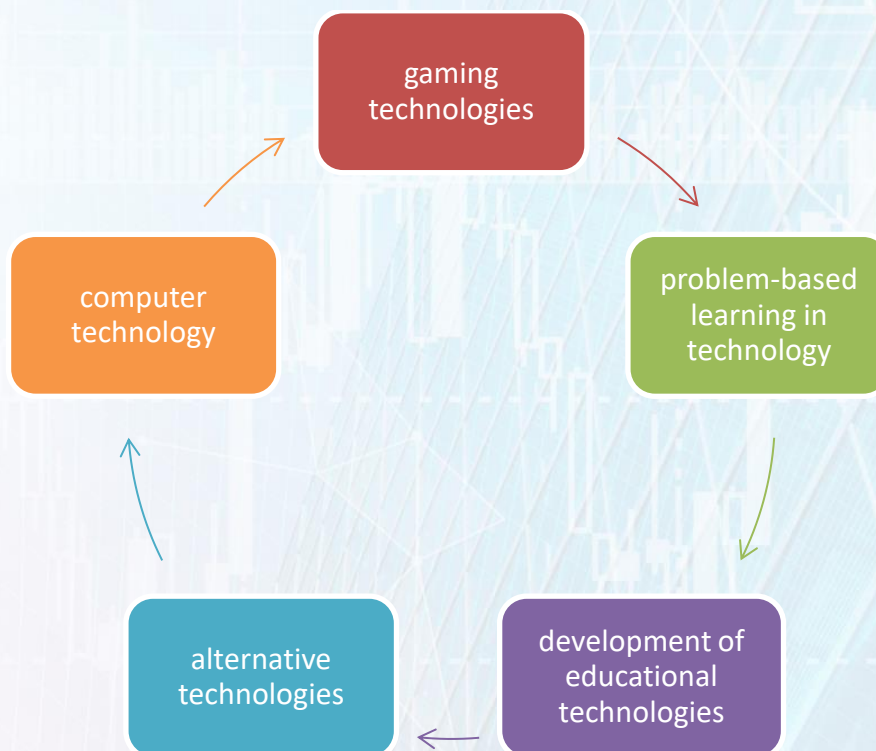 gaming
technologies
problem-based
learning in
technology
development of
educational
technologies
alternative
technologies
computer
technology